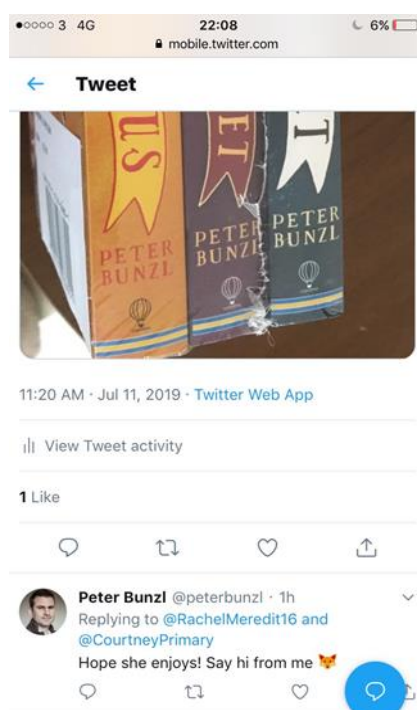 3 4G 22:08 6%
mobile.twitter.com
Tweet
PETER
BUNZL
PETER
BUNZL
PETER
BUNZL
11:20 AM · Jul 11, 2019 · Twitter Web App
View Tweet activity
1 Like
Peter Bunzl @peterbunzl · 1h
Replying to @RachelMeredit16 and
@CourtneyPrimary
Hope she enjoys! Say hi from me 🦊